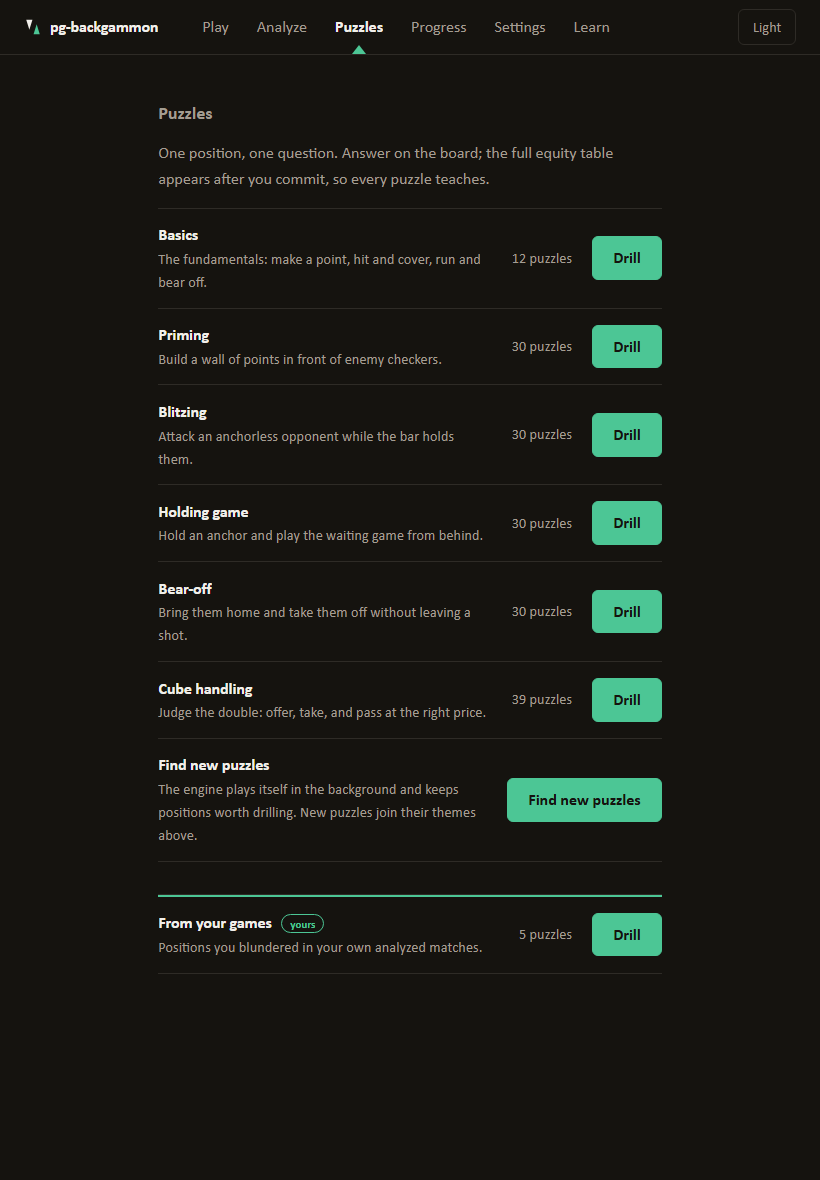 pg-backgammon Play Analyze Puzzles Progress Settings Learn Light
Puzzles
One position, one question. Answer on the board; the full equity table
appears after you commit, so every puzzle teaches.
Basics
The fundamentals: make a point, hit and cover, run and
bear off.
12 puzzles Drill
Priming
Build a wall of points in front of enemy checkers.
30 puzzles Drill
Blitzing
Attack an anchorless opponent while the bar holds
them.
30 puzzles Drill
Holding game
Hold an anchor and play the waiting game from behind.
30 puzzles Drill
Bear-off
Bring them home and take them off without leaving a
shot.
30 puzzles Drill
Cube handling
Judge the double: offer, take, and pass at the right price.
39 puzzles Drill
Find new puzzles
The engine plays itself in the background and keeps
positions worth drilling. New puzzles join their themes
above.
Find new puzzles
From your games yours
Positions you blundered in your own analyzed matches.
5 puzzles Drill